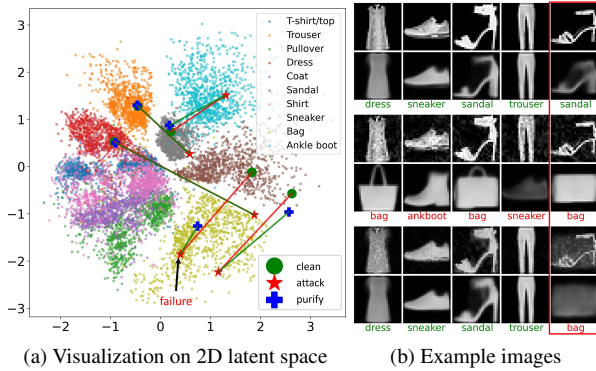 3
2
1
0
−1
−2
−3
−2
−1
0
1
2
3
T-shirt/top
Trouser
Pullover
Dress
Coat
Sandal
Shirt
Sneaker
Bag
Ankle boot
clean
attack
purify
failure
dress sneaker sandal trouser sandal
bag ankboot bag sneaker bag
dress sneaker sandal trouser bag
(a) Visualization on 2D latent space
(b) Example images